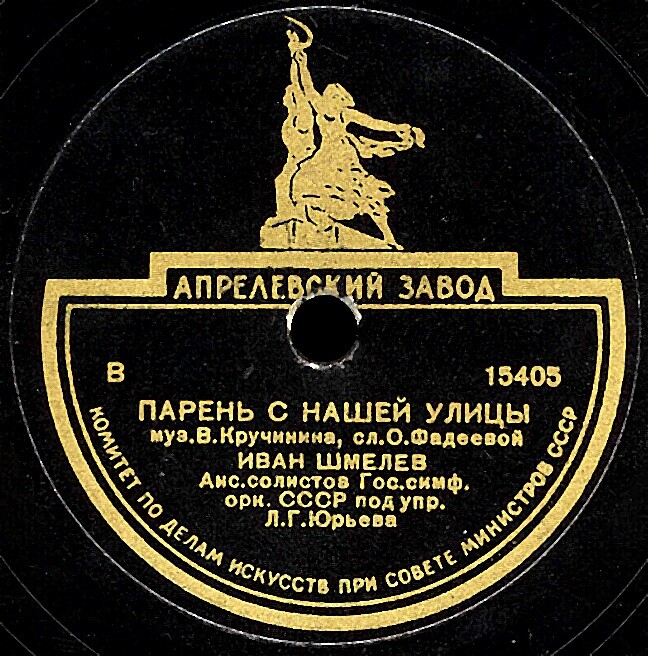 АПРЕЛЕВСКИЙ ЗАВОД
В 15405
ПАРЕНЬ С НАШЕЙ УЛИЦЫ
муз.В.Кручинина, сл.О.Фадеевой
ИВАН ШМЕЛЕВ
Анс.солистов Гос.симф.
орк. СССР под упр.
Л.Г.Юрьева
КОМИТЕТ ПО ДЕЛАМ ИСКУССТВ ПРИ СОВЕТЕ МИНИСТРОВ СССР